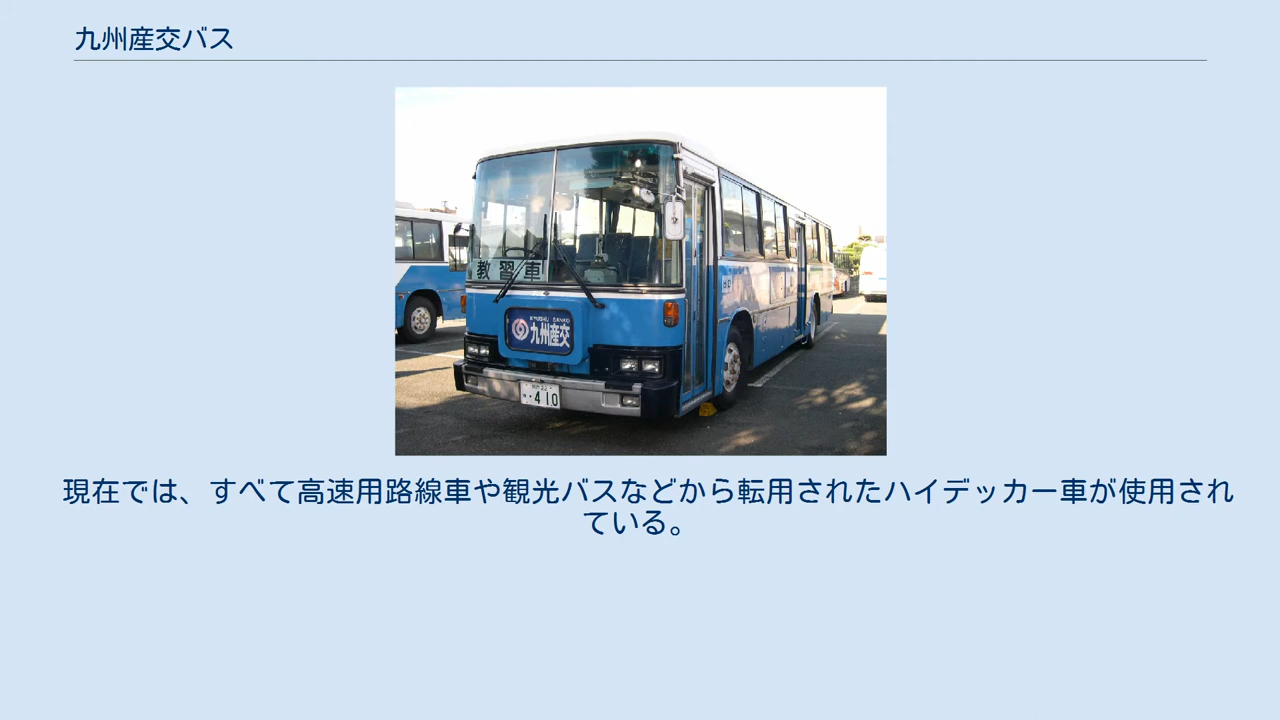 九州産交バス
教習車
KYUSHU SANKO
九州産交
・410
現在では、すべて高速用路線車や観光バスなどから転用されたハイデッカー車が使用され
ている。